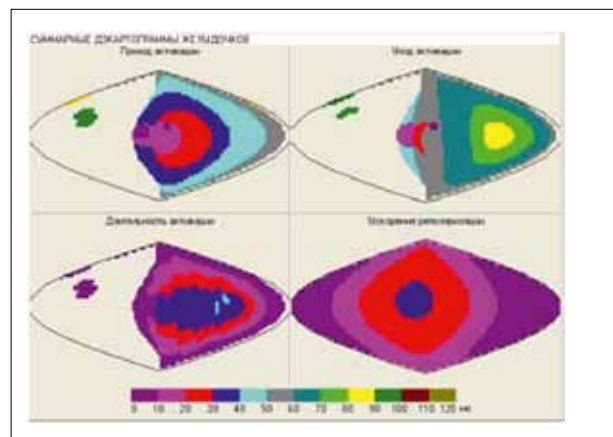 СУММАРНЫЕ ДЭКАРТОГРАММЫ ЖЕЛУДОЧКОВ
Приход активации
Уход активации
Длительность активации
Ускорение реполяризации
0 10 20 30 40 50 60 70 80 90 100 110 120 мс